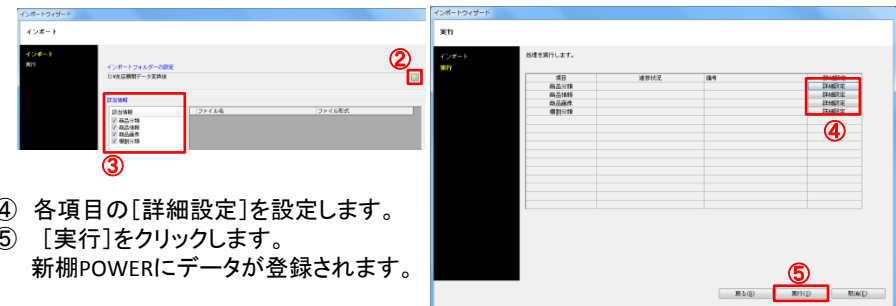 インポートウィザード
インポート
インポート
実行
インポートフォルダーの設定
②
該当情報
該当情報
ファイル名
ファイル形式
商品分類
商品情報
商品画像
棚割分類
③
④ 各項目の[詳細設定]を設定します。
⑤ [実行]をクリックします。
新棚POWERにデータが登録されます。
インポートウィザード
実行
インポート
実行
処理を実行します。
項目 進捗状況 備考 詳細設定
商品分類 詳細設定
商品情報 詳細設定
商品画像 詳細設定
棚割分類 詳細設定
④
⑤
戻る(B) 実行(E) 取消(C)